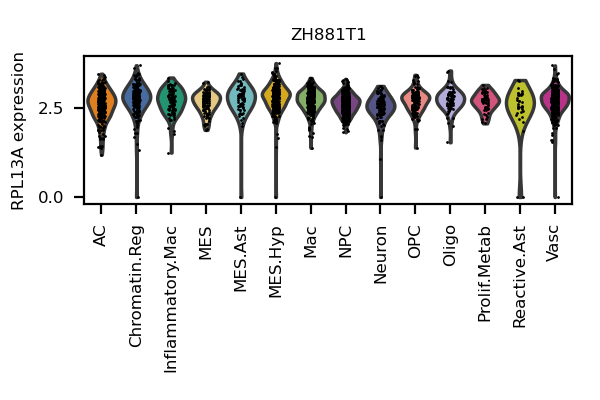 ZH881T1
RPL13A expression
2.5
0.0
AC
Chromatin.Reg
Inflammatory.Mac
MES
MES.Ast
MES.Hyp
Mac
NPC
Neuron
OPC
Oligo
Prolif.Metab
Reactive.Ast
Vasc